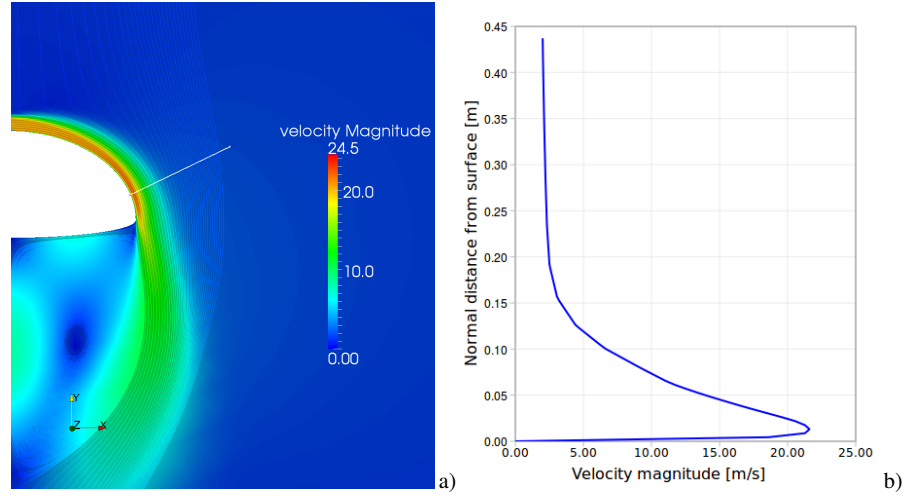 velocity Magnitude
24.5
20.0
10.0
0.00
Y
Z
X
a)
Normal distance from surface [m]
0.45
0.40
0.35
0.30
0.25
0.20
0.15
0.10
0.05
0.00
0.00 5.00 10.00 15.00 20.00 25.00
Velocity magnitude [m/s]
b)